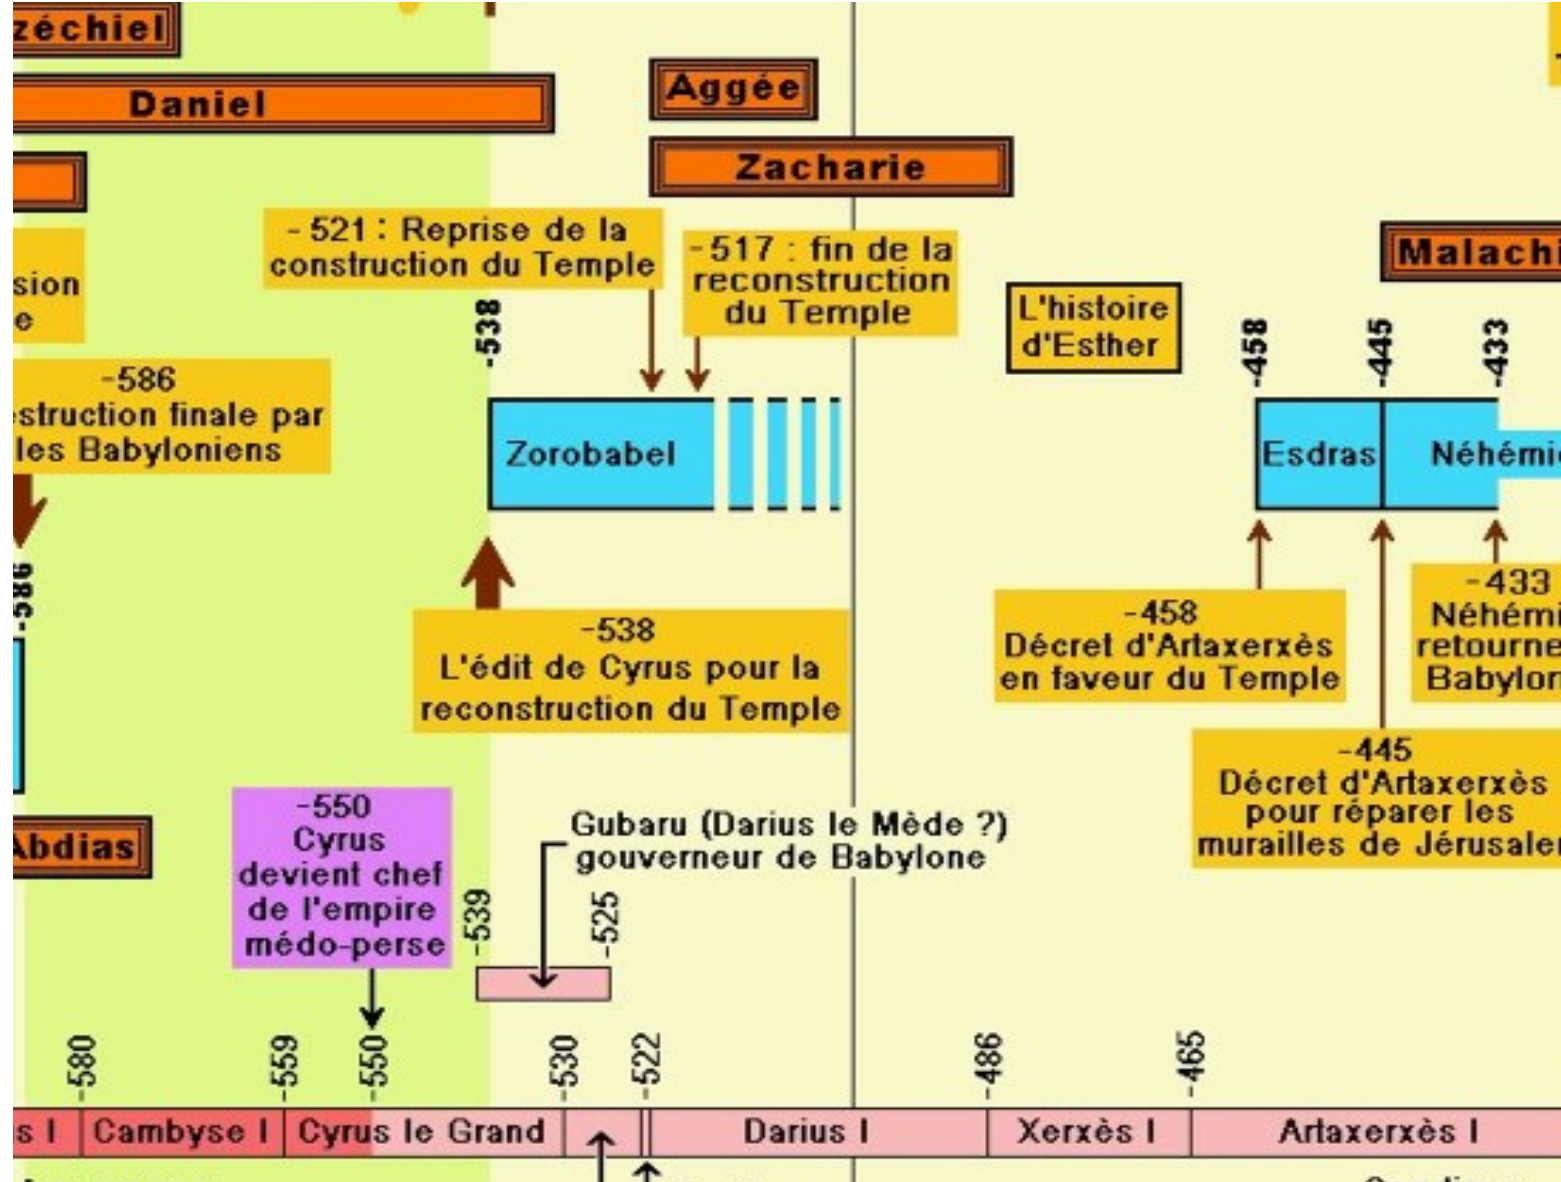 zéchiel
Daniel
Aggée
Zacharie
- 521 : Reprise de la
construction du Temple
-517 : fin de la
reconstruction
du Temple
Malachi
sion
e
L'histoire
d'Esther
-538
-458
-445
-433
-586
estruction finale par
les Babyloniens
Zorobabel
Esdras
Néhémie
-586
-538
L'édit de Cyrus pour la
reconstruction du Temple
-458
Décret d'Artaxerxès
en faveur du Temple
-433
Néhémi
retourne
Babylon
-445
Décret d'Artaxerxès
pour réparer les
murailles de Jérusalem
Abdias
-550
Cyrus
devient chef
de l'empire
médo-perse
Gubaru (Darius le Mède ?)
gouverneur de Babylone
-539
-525
-580
-559
-550
-530
-522
-486
-465
s I
Cambyse I
Cyrus le Grand
Darius I
Xerxès I
Artaxerxès I